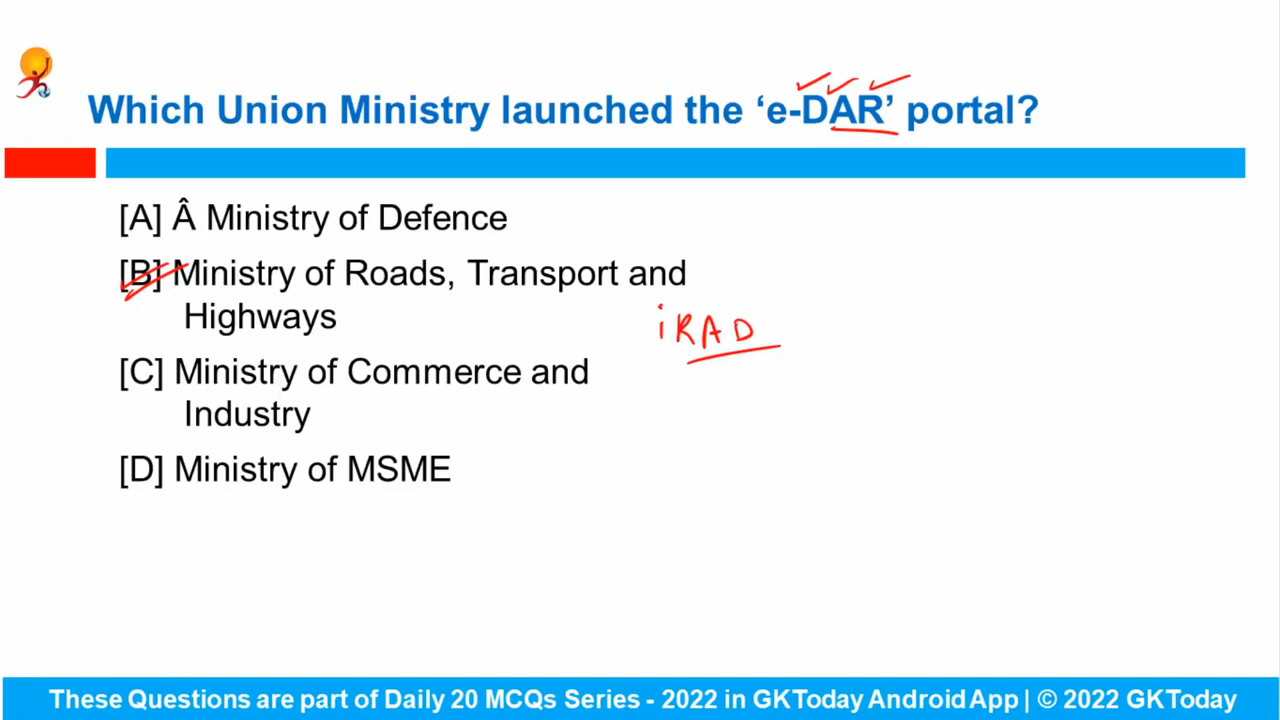 Which Union Ministry launched the ‘e-DAR’ portal?
[A] Â Ministry of Defence
[B] Ministry of Roads, Transport and
Highways
iRAD
[C] Ministry of Commerce and
Industry
[D] Ministry of MSME
These Questions are part of Daily 20 MCQs Series - 2022 in GKToday Android App | © 2022 GKToday